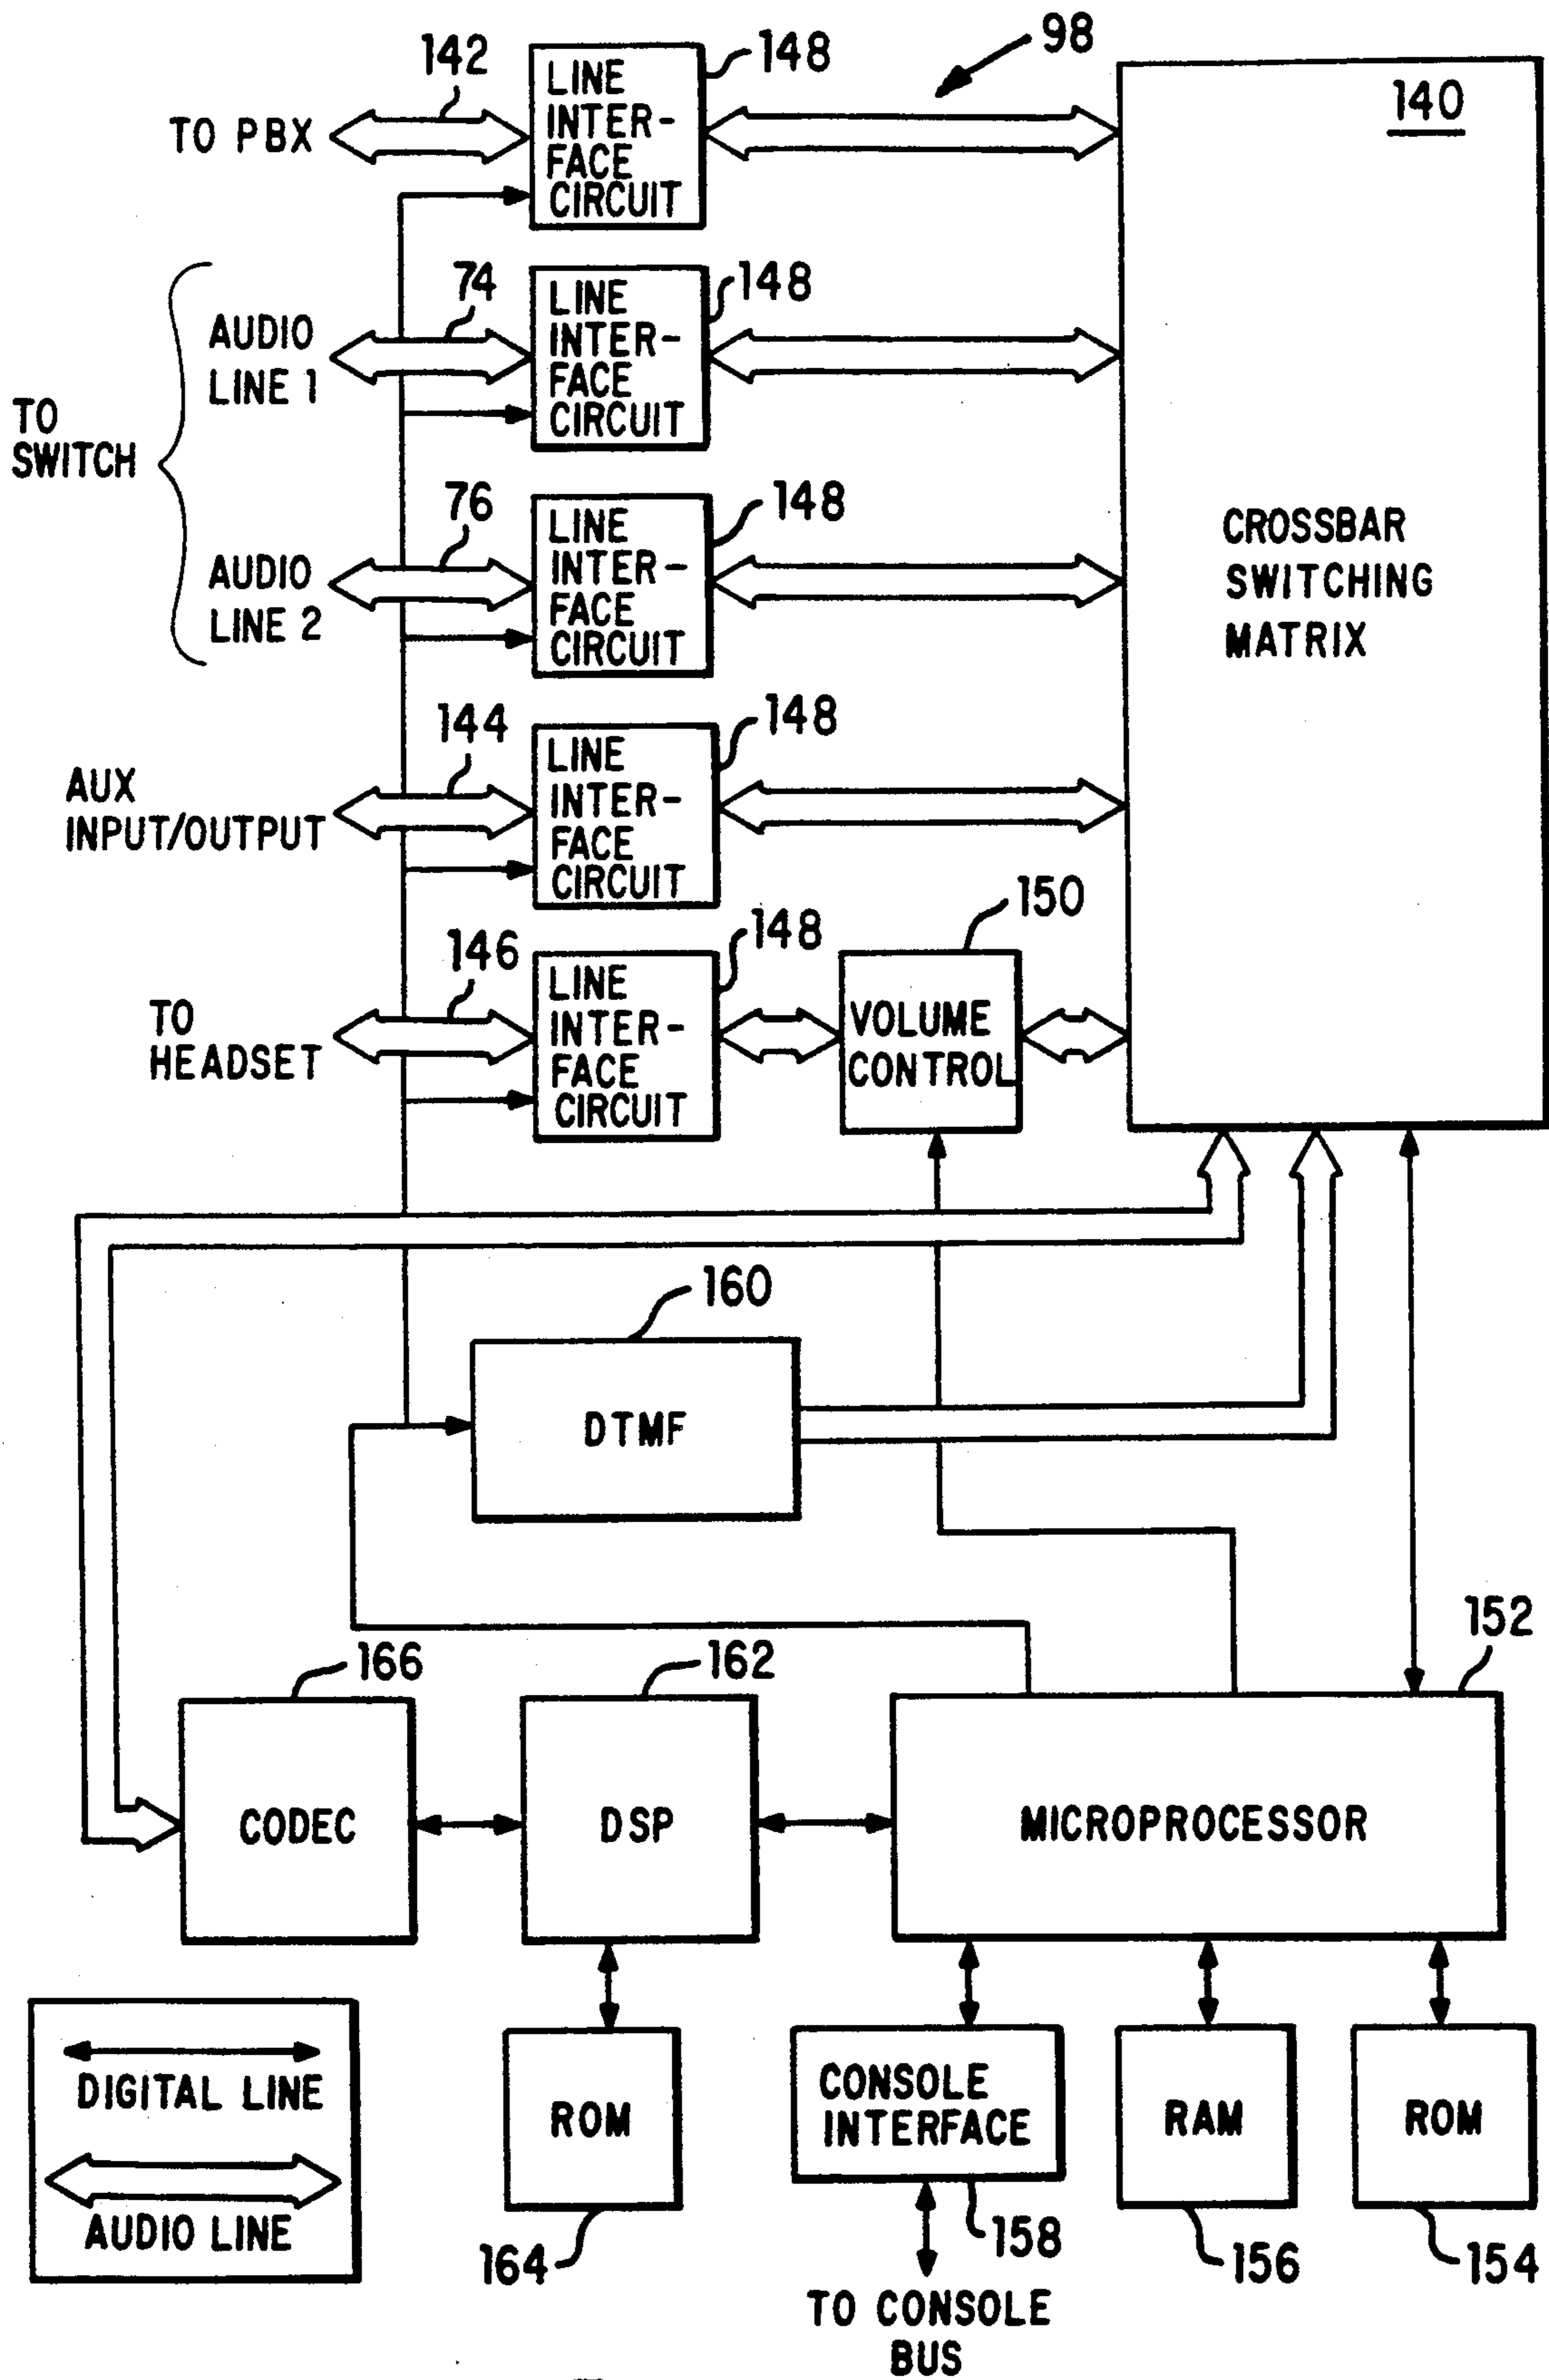 98
142
LINE
INTER-
FACE
CIRCUIT
148
140
TO PBX
74
LINE
INTER-
FACE
CIRCUIT
148
AUDIO
LINE 1
TO
SWITCH
76
LINE
INTER-
FACE
CIRCUIT
148
AUDIO
LINE 2
CROSSBAR
SWITCHING
MATRIX
144
LINE
INTER-
FACE
CIRCUIT
148
AUX
INPUT/OUTPUT
146
LINE
INTER-
FACE
CIRCUIT
148
150
VOLUME
CONTROL
TO
HEADSET
160
DTMF
152
166
162
CODEC
DSP
MICROPROCESSOR
DIGITAL LINE
AUDIO LINE
ROM
164
CONSOLE
INTERFACE
158
RAM
156
ROM
154
TO CONSOLE
BUS